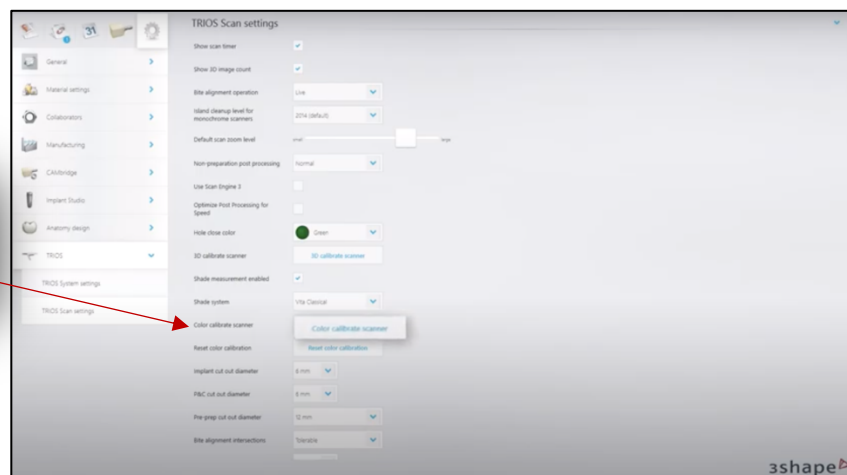 TRIOS Scan settings
31
General
Material settings
Collaborators
Manufacturing
CAMbridge
Implant Studio
Anatomy design
TRIOS
TRIOS System settings
TRIOS Scan settings
Show scan timer
Show 3D image count
Bite alignment operation Live
Island cleanup level for
monochrome scanners 2014 (default)
Default scan zoom level small large
Non-preparation post processing Normal
Use Scan Engine 3
Optimize Post Processing for
Speed
Hole close color Green
3D calibrate scanner 3D calibrate scanner
Shade measurement enabled
Shade system Vita Classical
Color calibrate scanner Color calibrate scanner
Reset color calibration Reset color calibration
Implant cut out diameter 6 mm
P&C cut out diameter 8 mm
Pre-prep cut out diameter 12 mm
Bite alignment intersections Tolerable
3shape